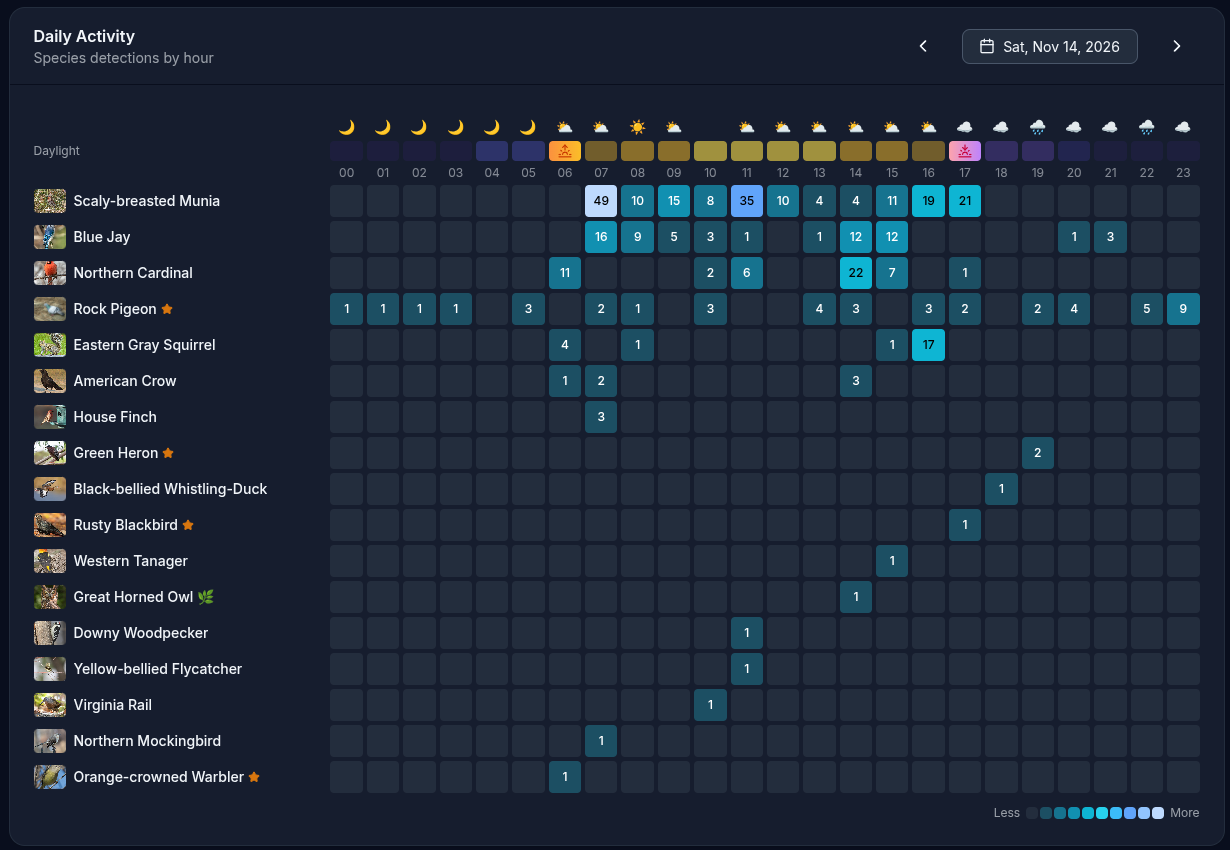 Daily Activity
Species detections by hour
Sat, Nov 14, 2026
Daylight
00 01 02 03 04 05 06 07 08 09 10 11 12 13 14 15 16 17 18 19 20 21 22 23
Scaly-breasted Munia 49 10 15 8 35 10 4 4 11 19 21
Blue Jay 16 9 5 3 1 1 12 12 1 3
Northern Cardinal 11 2 6 22 7 1
Rock Pigeon 1 1 1 1 3 2 1 3 4 3 3 2 2 4 5 9
Eastern Gray Squirrel 4 1 1 17
American Crow 1 2 3
House Finch 3
Green Heron 2
Black-bellied Whistling-Duck 1
Rusty Blackbird 1
Western Tanager 1
Great Horned Owl 1
Downy Woodpecker 1
Yellow-bellied Flycatcher 1
Virginia Rail 1
Northern Mockingbird 1
Orange-crowned Warbler 1
Less More